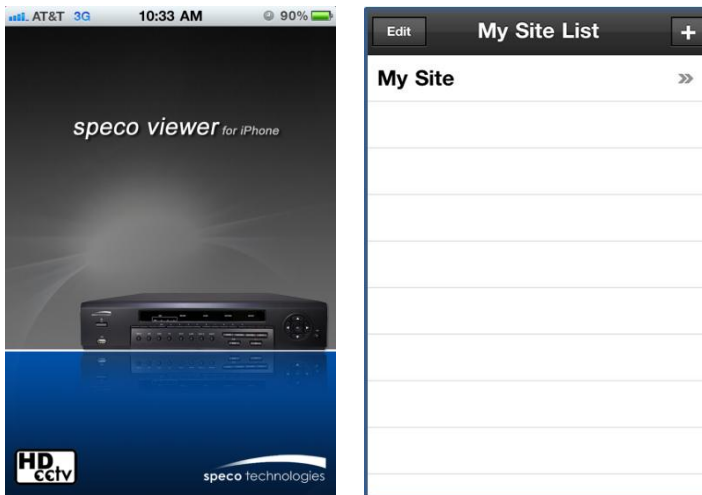 AT&T 3G 10:33 AM 90%
speco viewer for iPhone
HD
cctv
speco technologies
Edit My Site List +
My Site »